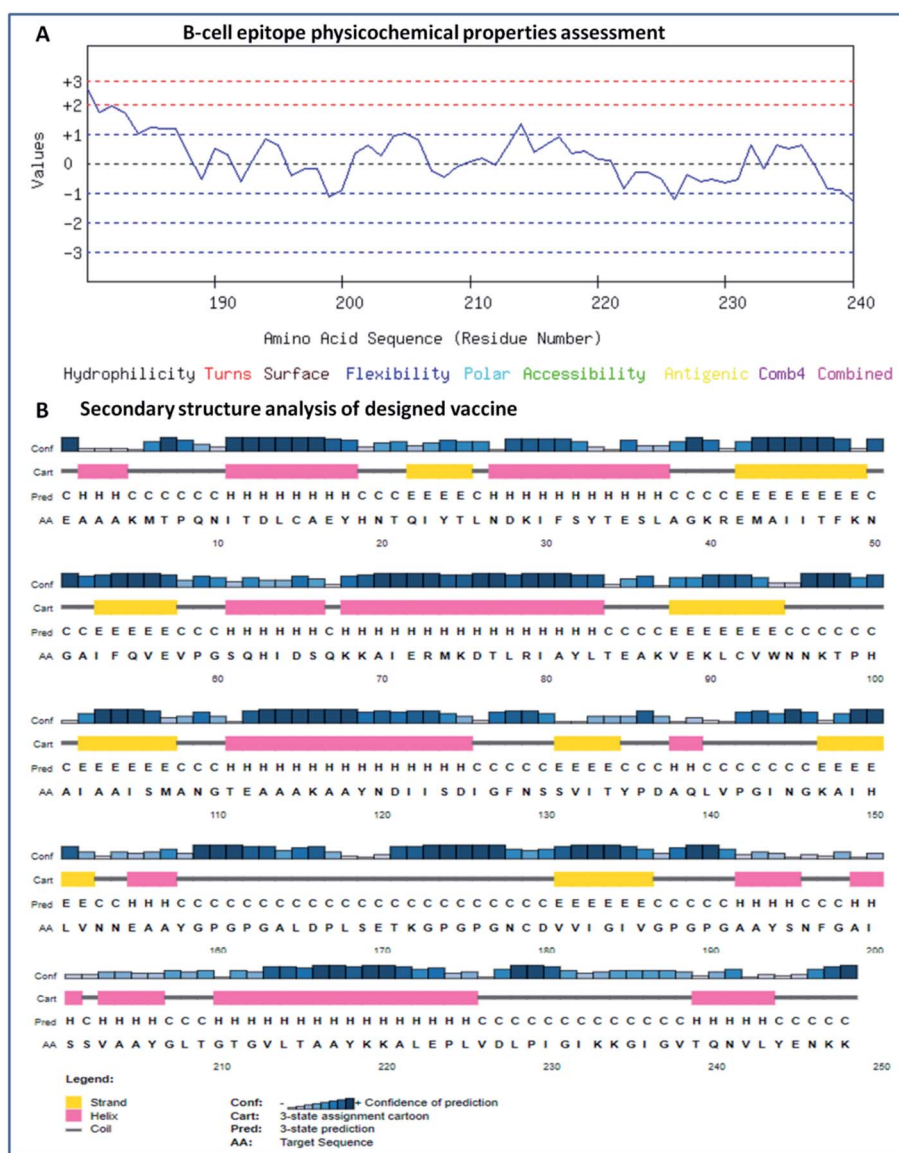 A B-cell epitope physicochemical properties assessment
+3
+2
+1
0
-1
-2
-3
Values
190 200 210 220 230 240
Amino Acid Sequence (Residue Number)
Hydrophilicity Turns Surface Flexibility Polar Accessibility Antigenic Comb4 Combined
B Secondary structure analysis of designed vaccine
Conf
Cart
Pred C H H H C C C C C C H H H H H H H H C C C E E E E C H H H H H H H H H H H C C C C E E E E E E E E C
AA E A A A K M T P Q N I T D L C A E Y H N T Q I Y T L N D K I F S Y T E S L A G K R E M A I I T F K N
10 20 30 40 50
Conf
Cart
Pred C C E E E E E C C C H H H H H H C H H H H H H H H H H H H H H H H C C C C E E E E E E E C C C C C C
AA G A I F Q V E V P G S Q H I D S Q K K A I E R M K D T L R I A Y L T E A K V E K L C V W N N K T P H
60 70 80 90 100
Conf
Cart
Pred C E E E E E E C C C H H H H H H H H H H H H H H H C C C C C E E E E C C C H H C C C C C C C E E E E
AA A I A A I S M A N G T E A A A K A A Y N D I I S D I G F N S S V I T Y P D A Q L V P G I N G K A I H
110 120 130 140 150
Conf
Cart
Pred E E C C H H H C C C C C C C C C C C C C C C C C C C C C C C E E E E E E C C C C C H H H H C C C H H
AA L V N N E A A Y G P G P G A L D P L S E T K G P G P G N C D V V I G I V G P G P G A A Y S N F G A I
160 170 180 190 200
Conf
Cart
Pred H C H H H H C C C H H H H H H H H H H H H H H H H C C C C C C C C C C C C C H H H H H C C C C C
AA S S V A A Y G L T G T G V L T A A Y K K A L E P L V D L P I G I K K G I G V T Q N V L Y E N K K
210 220 230 240 250
Legend:
Strand
Helix
Coil
Conf: - + Confidence of prediction
Cart: 3-state assignment cartoon
Pred: 3-state prediction
AA: Target Sequence